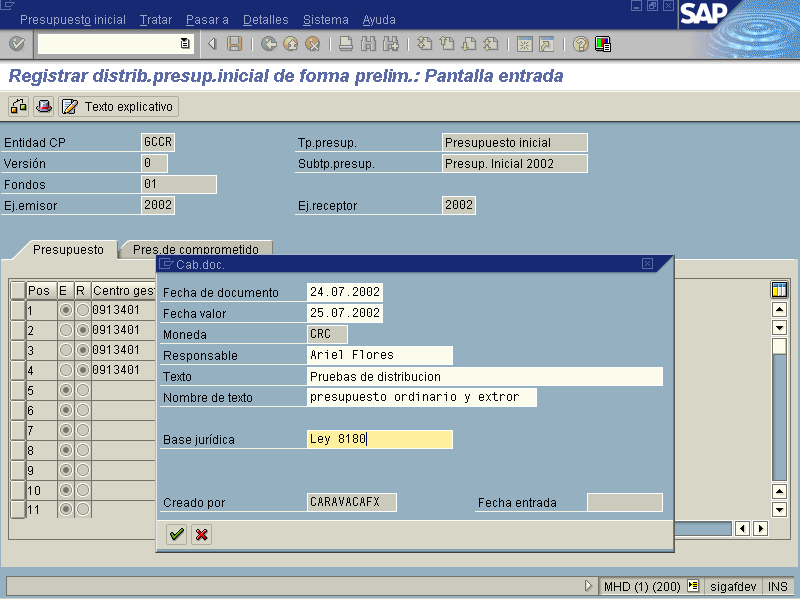 Presupuesto inicial Tratar Pasar a Detalles Sistema Ayuda
SAP
Registrar distrib.presup.inicial de forma prelim.: Pantalla entrada
Texto explicativo
Entidad CP GCCR Tp.presup. Presupuesto inicial
Versión 0 Subtp.presup. Presup. Inicial 2002
Fondos 01
Ej.emisor 2002 Ej.receptor 2002
Presupuesto Pres.de comprometido
Pos E R Centro gest
1 0913401
2 0913401
3 0913401
4 0913401
5
6
7
8
9
10
11
Cab.doc.
Fecha de documento 24.07.2002
Fecha valor 25.07.2002
Moneda CRC
Responsable Ariel Flores
Texto Pruebas de distribucion
Nombre de texto presupuesto ordinario y extror
Base jurídica Ley 8180
Creado por CARAVACAFX Fecha entrada
MHD (1) (200) sigafdev INS